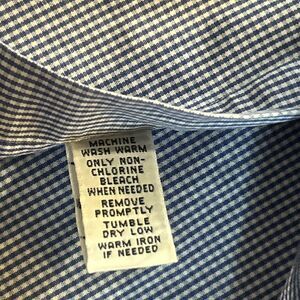 MACHINE
WASH WARM
ONLY NON-
CHLORINE
BLEACH
WHEN NEEDED
REMOVE
PROMPTLY
TUMBLE
DRY LOW
WARM IRON
IF NEEDED